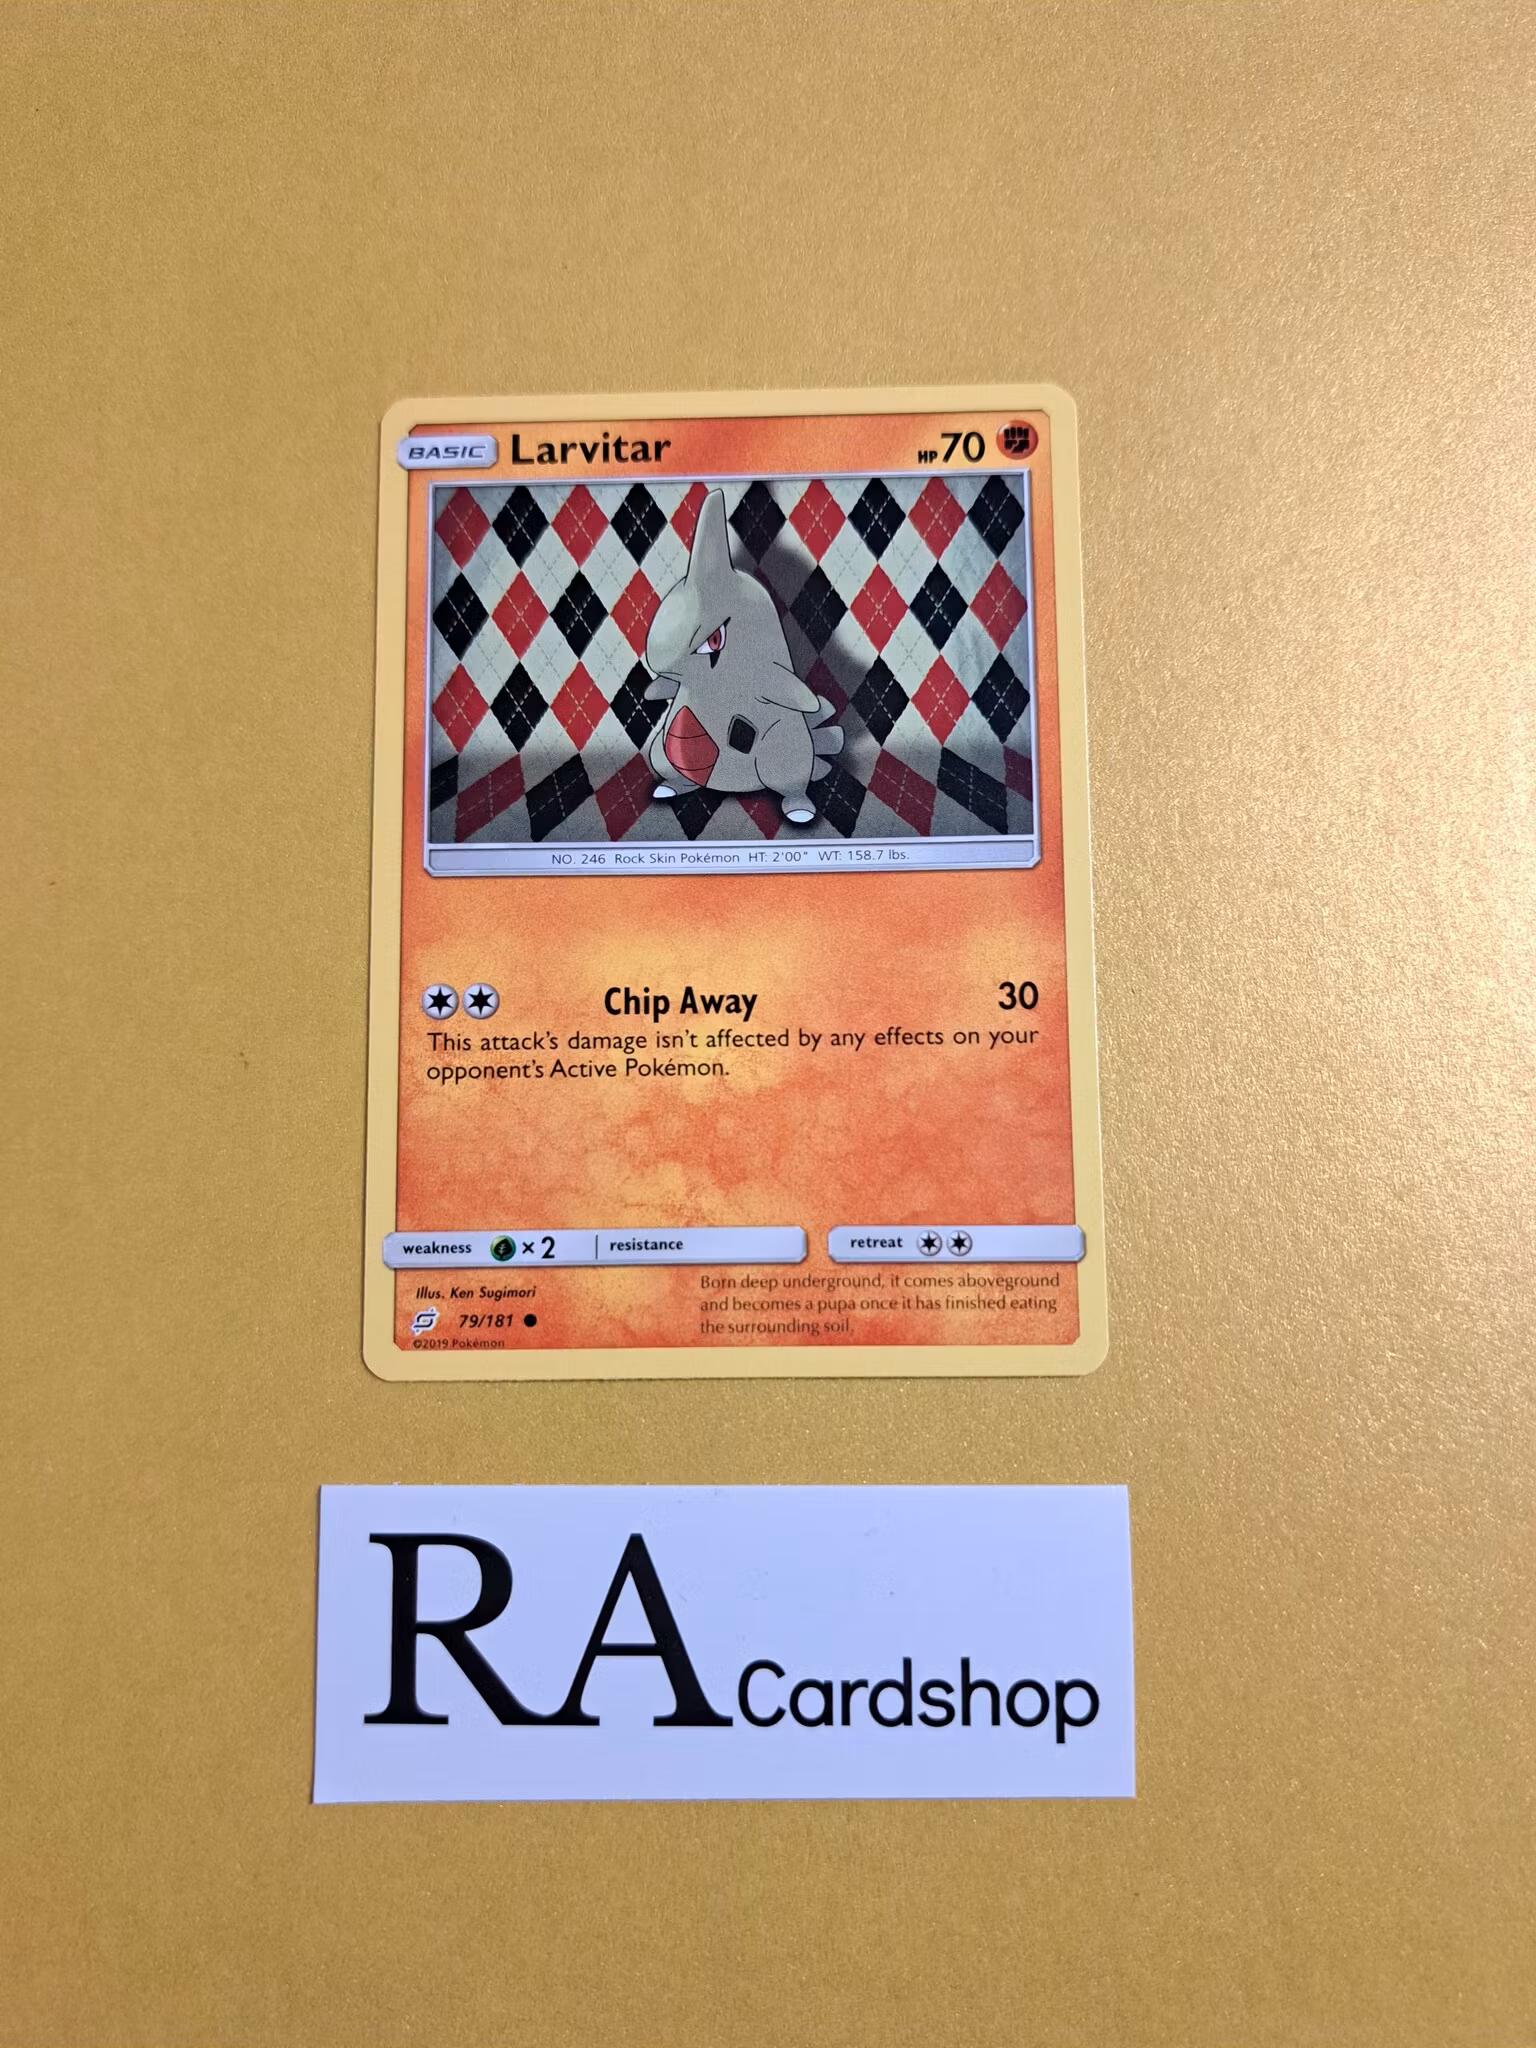 BASIC Larvitar HP 70
NO. 246 Rock Skin Pokémon HT: 2'00" WT: 158.7 lbs.
Chip Away 30
This attack's damage isn't affected by any effects on your
opponent's Active Pokémon.
weakness × 2 resistance retreat
Illus. Ken Sugimori
79/181
©2019 Pokémon
Born deep underground, it comes aboveground
and becomes a pupa once it has finished eating
the surrounding soil.
RA Cardshop